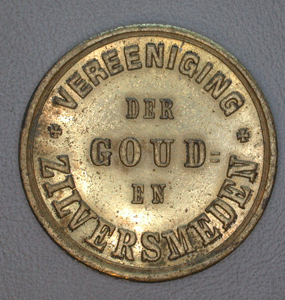 VEREENIGING
DER
GOUD=
EN
ZILVERSMEDEN